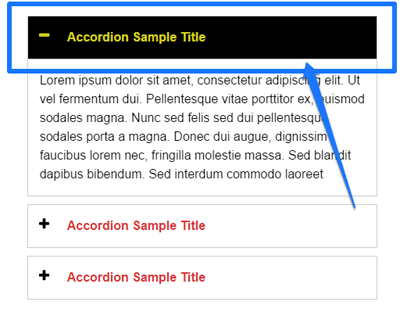 Accordion Sample Title
Lorem ipsum dolor sit amet, consectetur adipiscing elit. Ut
vel fermentum dui. Pellentesque vitae porttitor ex, euismod
sodales magna. Nunc sed felis sed dui pellentesque
sodales porta a magna. Donec dui augue, dignissim
faucibus lorem nec, fringilla molestie massa. Sed blandit
dapibus bibendum. Sed interdum commodo laoreet
Accordion Sample Title
Accordion Sample Title